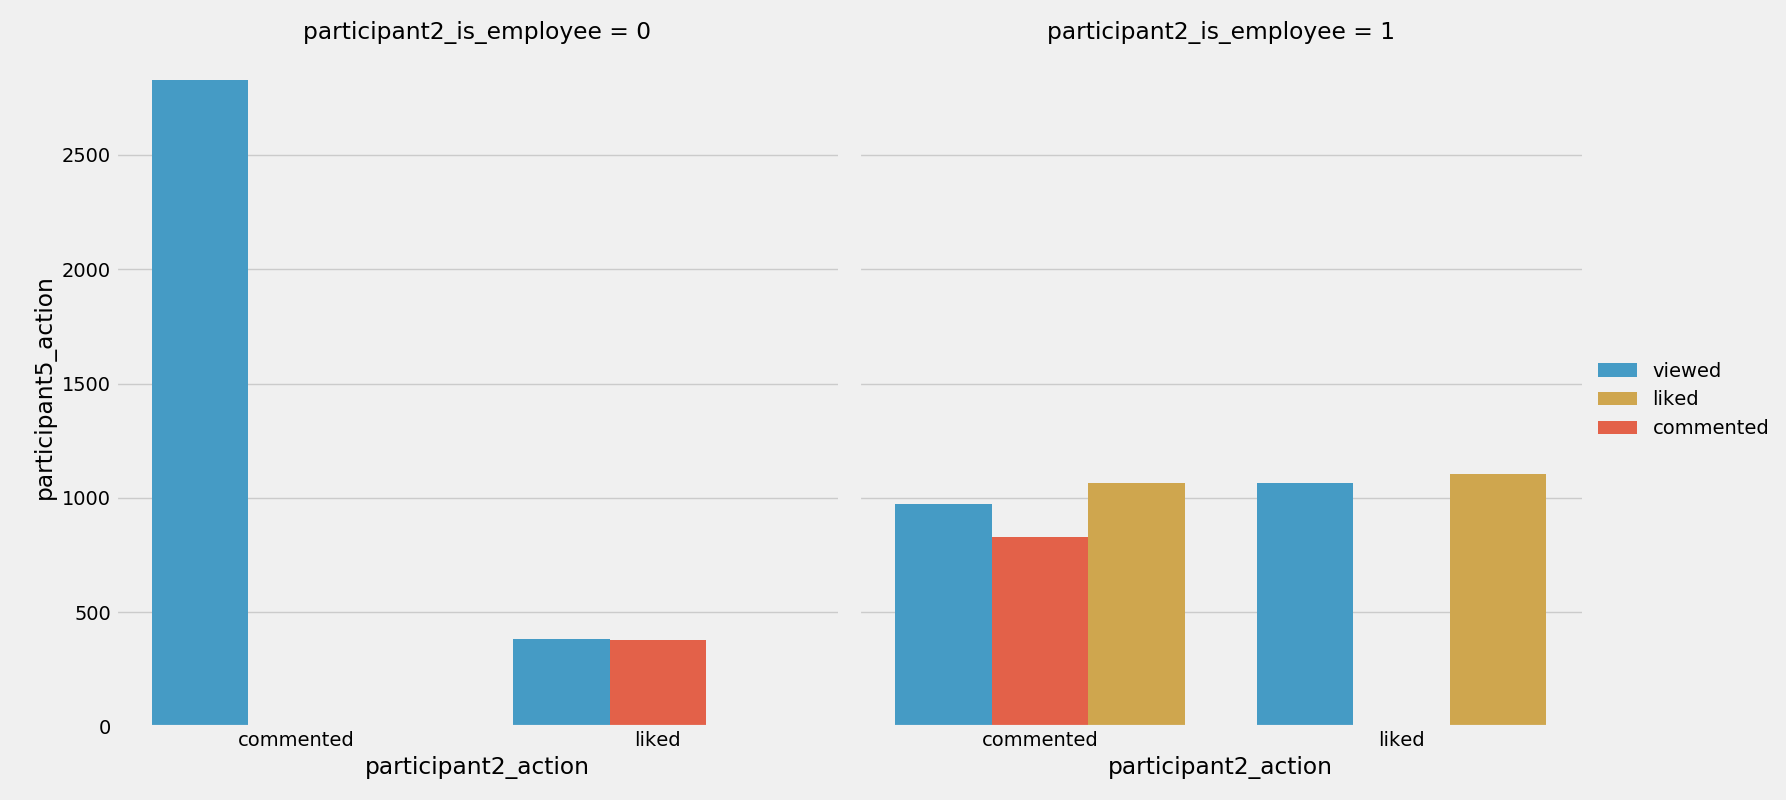 participant2_is_employee = 0
participant2_is_employee = 1
participant5_action
2500
2000
1500
1000
500
0
commented
liked
commented
liked
participant2_action
participant2_action
viewed
liked
commented